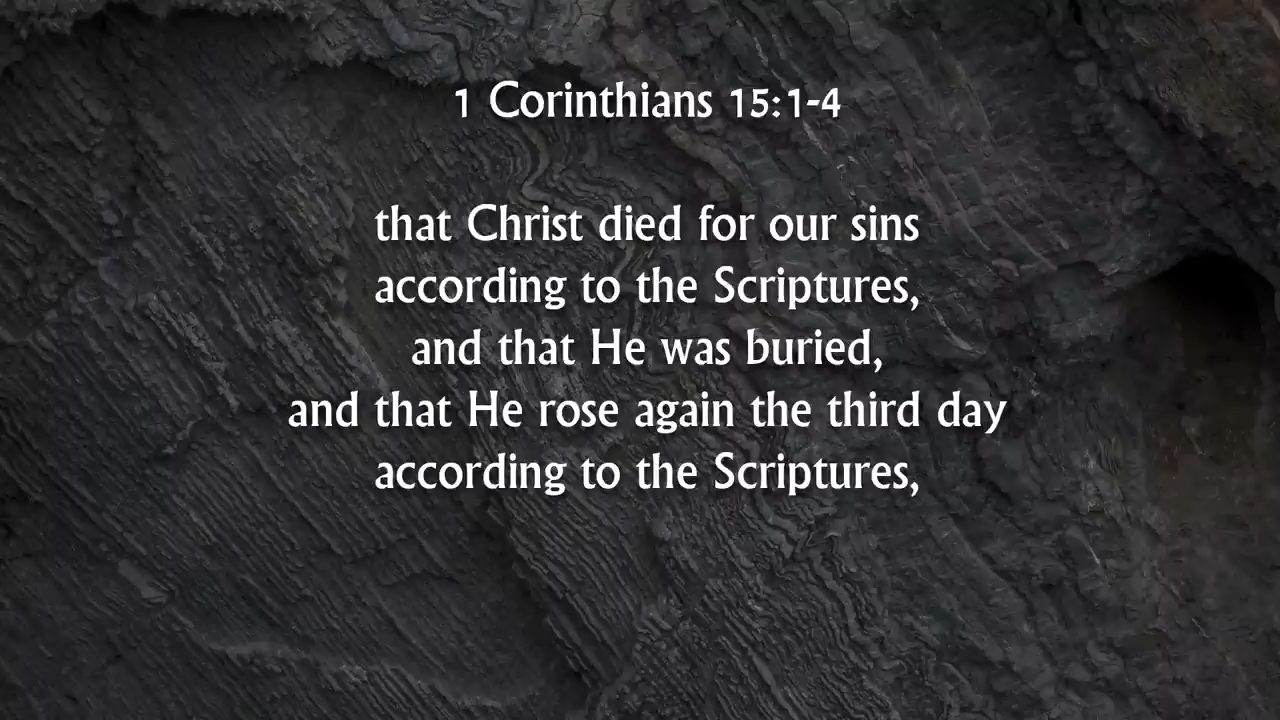 1 Corinthians 15:1-4
that Christ died for our sins
according to the Scriptures,
and that He was buried,
and that He rose again the third day
according to the Scriptures,